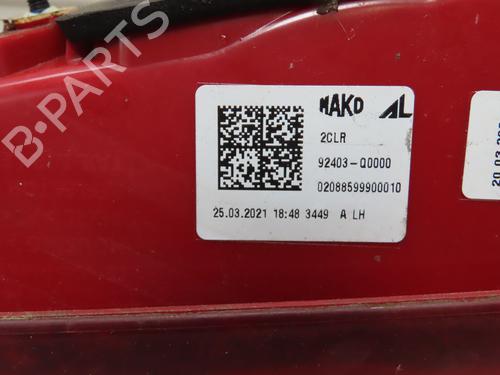 MAKO AL
2CLR
92403-Q0000
02088599900010
25.03.2021 18:48 3449 A LH
B-PARTS